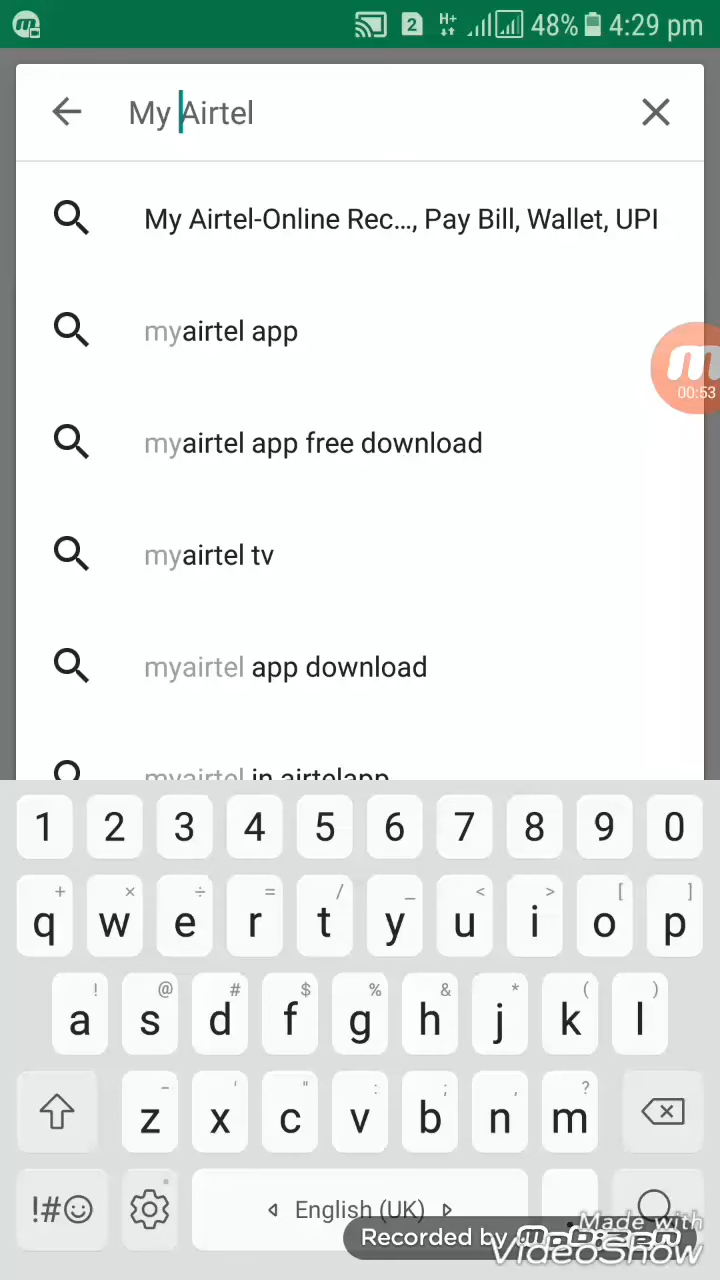 2 H+ 48% 4:29 pm
My Airtel
My Airtel-Online Rec..., Pay Bill, Wallet, UPI
myairtel app
00:53
myairtel app free download
myairtel tv
myairtel app download
myairtel in airtelapp
1 2 3 4 5 6 7 8 9 0
+ × ÷ = / _ < > [ ]
q w e r t y u i o p
! @ # $ % & * ( )
a s d f g h j k l
- ' " : ; , ?
z x c v b n m
!#☺ English (UK)
Made with
Recorded by mobizen
VideoShow